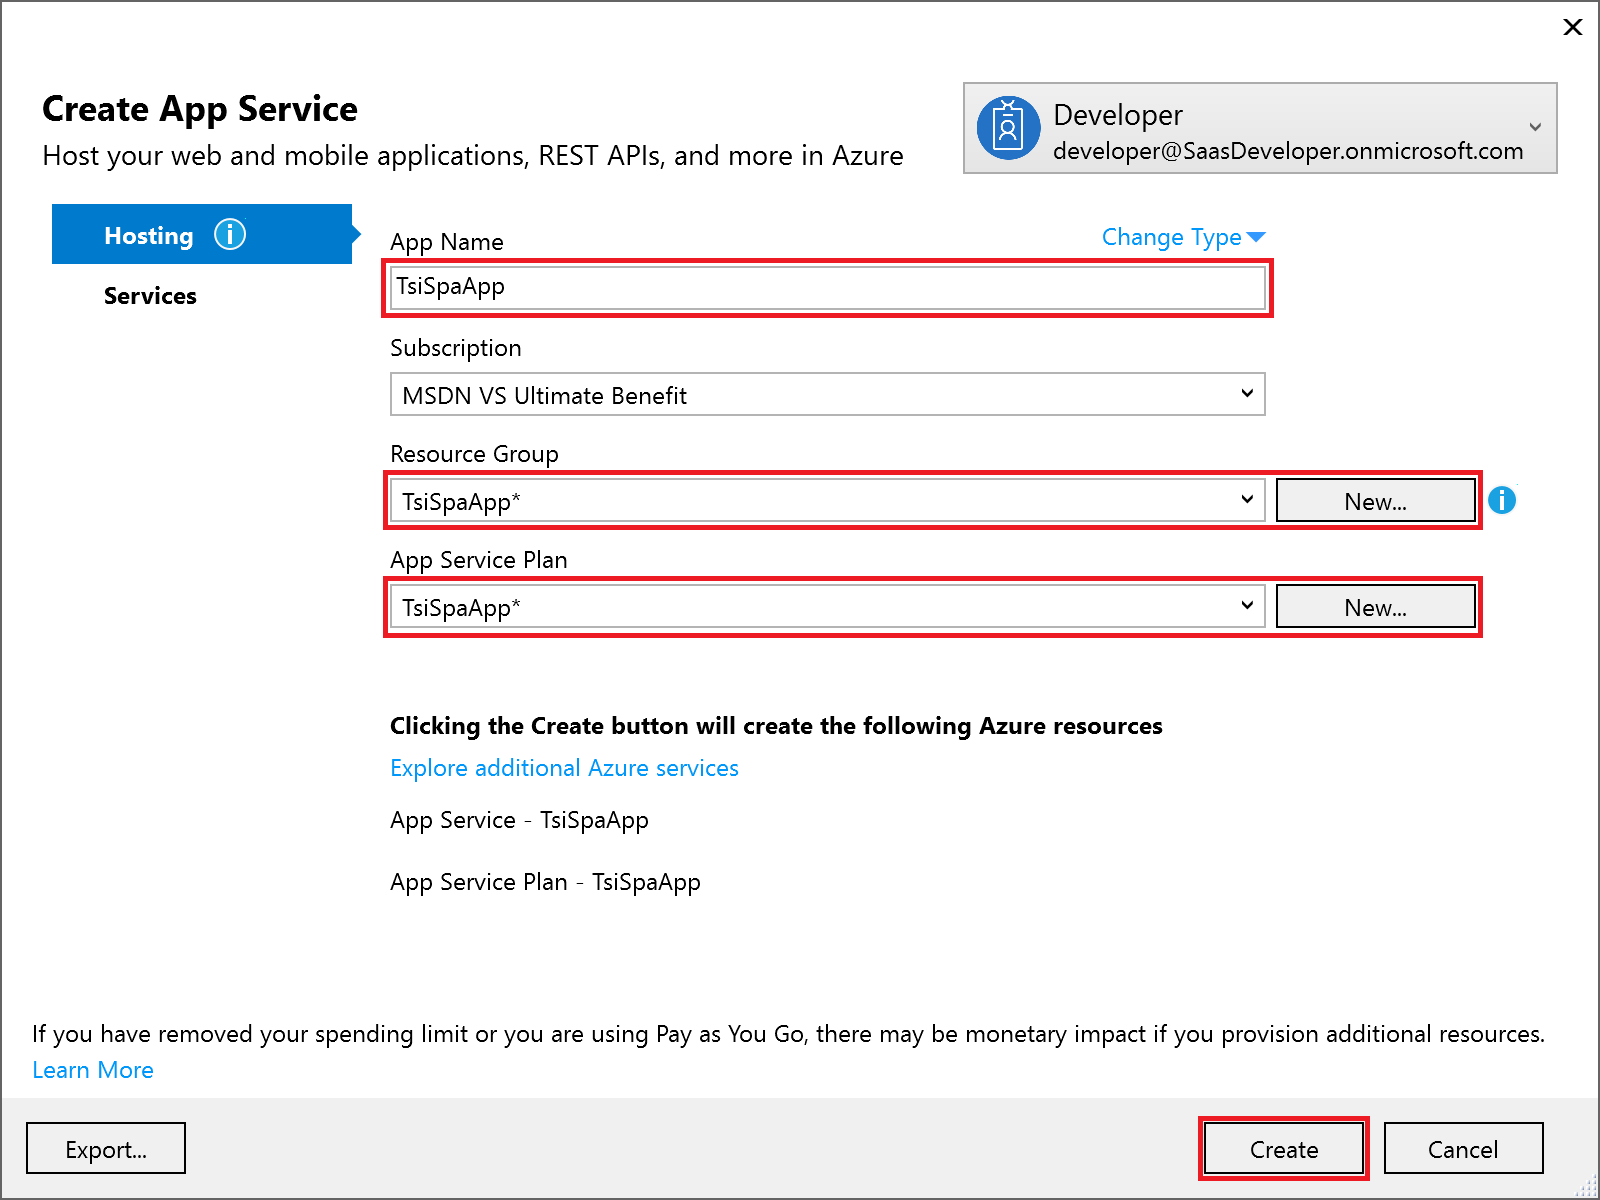 Create App Service
Host your web and mobile applications, REST APIs, and more in Azure
Developer
developer@SaasDeveloper.onmicrosoft.com
Hosting
Services
App Name
Change Type
TsiSpaApp
Subscription
MSDN VS Ultimate Benefit
Resource Group
TsiSpaApp*
New...
App Service Plan
TsiSpaApp*
New...
Clicking the Create button will create the following Azure resources
Explore additional Azure services
App Service - TsiSpaApp
App Service Plan - TsiSpaApp
If you have removed your spending limit or you are using Pay as You Go, there may be monetary impact if you provision additional resources.
Learn More
Export...
Create
Cancel